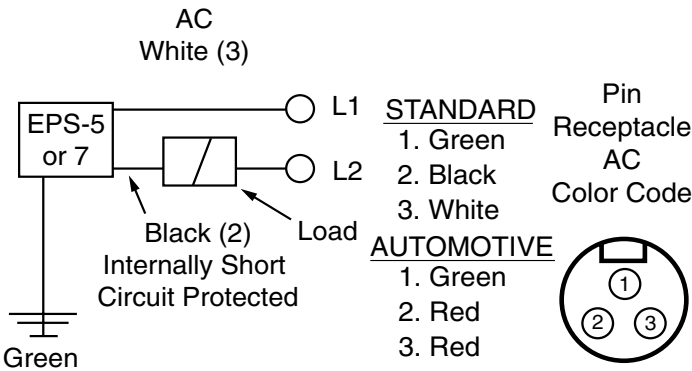 AC
White (3)
EPS-5
or 7
L1
L2
Load
Black (2)
Internally Short
Circuit Protected
Green
STANDARD
1. Green
2. Black
3. White
AUTOMOTIVE
1. Green
2. Red
3. Red
Pin
Receptacle
AC
Color Code
1
2
3